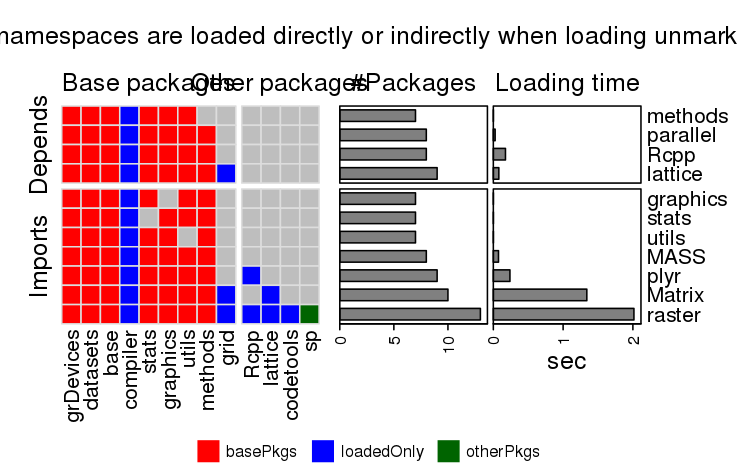 namespaces are loaded directly or indirectly when loading unmark
Base packages Other packages #Packages Loading time
Depends
methods
parallel
Rcpp
lattice
Imports
graphics
stats
utils
MASS
plyr
Matrix
raster
grDevices
datasets
base
compiler
stats
graphics
utils
methods
grid
Rcpp
lattice
codetools
sp
0 5 10
0 1 2
sec
basePkgs loadedOnly otherPkgs